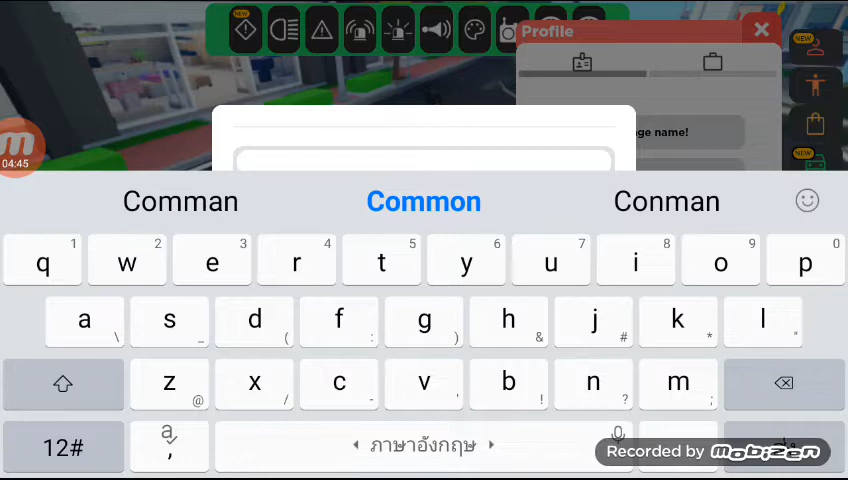 NEW
Profile
NEW
age name!
NEW
04:45
Comman Common Conman
1 2 3 4 5 6 7 8 9 0
q w e r t y u i o p
a s d f g h j k l
\ _ ( : ) & # * "
z x c v b n m
@ / - ' ! ? ;
12# , ภาษาอังกฤษ
Recorded by mobizen